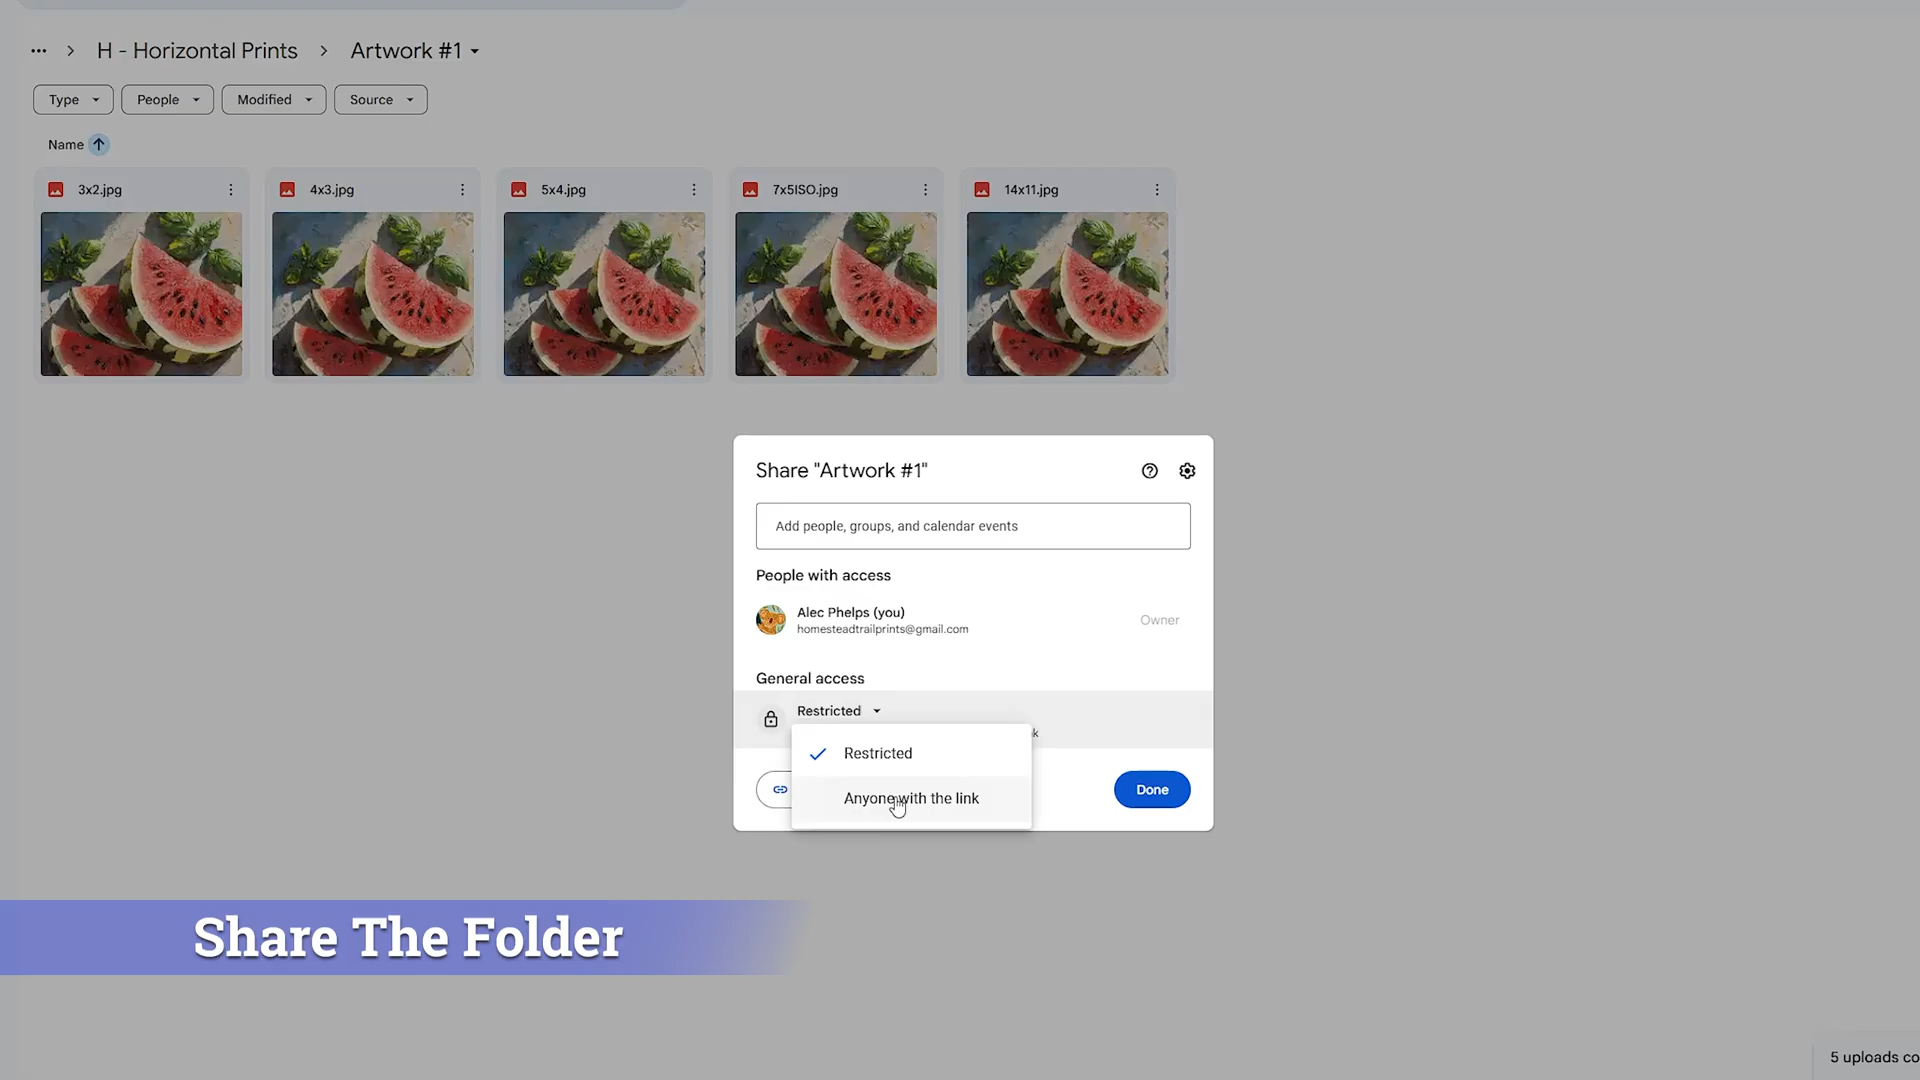 H - Horizontal Prints
Artwork #1
Type
People
Modified
Source
Name
3x2.jpg
4x3.jpg
5x4.jpg
7x5ISO.jpg
14x11.jpg
Share "Artwork #1"
Add people, groups, and calendar events
People with access
Alec Phelps (you)
homesteadtrailprints@gmail.com
Owner
General access
Restricted
Restricted
Anyone with the link
Done
Share The Folder
5 uploads